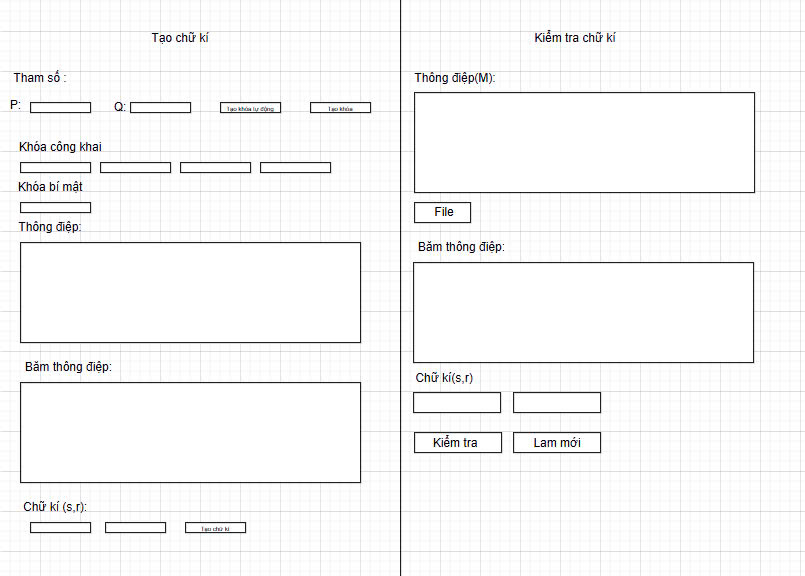 Tạo chữ kí
Tham số :
P:
Q:
Tạo khóa tự động
Tạo khóa
Khóa công khai
Khóa bí mật
Thông điệp:
Băm thông điệp:
Chữ kí (s,r):
Tạo chữ kí
Kiểm tra chữ kí
Thông điệp(M):
File
Băm thông điệp:
Chữ kí(s,r)
Kiểm tra
Lam mới